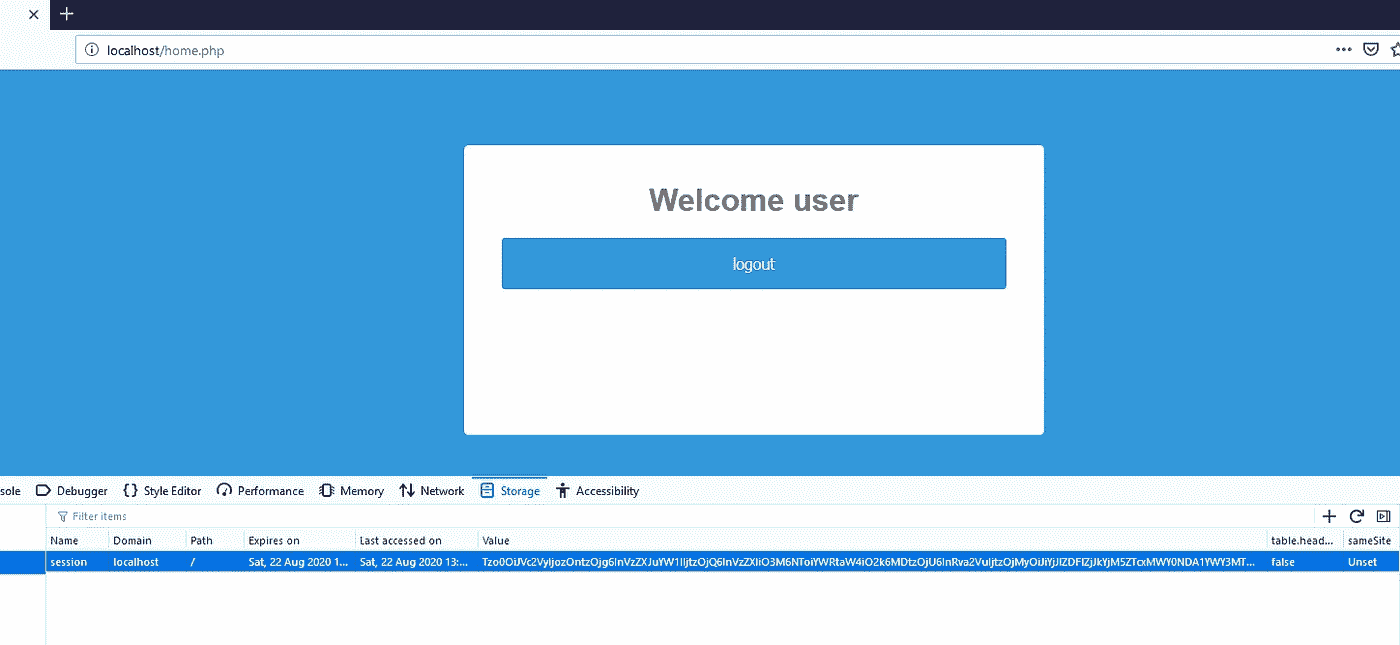 localhost/home.php
Welcome user
logout
sole Debugger Style Editor Performance Memory Network Storage Accessibility
Filter items
Name Domain Path Expires on Last accessed on Value table.head... sameSite
session localhost / Sat, 22 Aug 2020 1... Sat, 22 Aug 2020 13:... false Unset